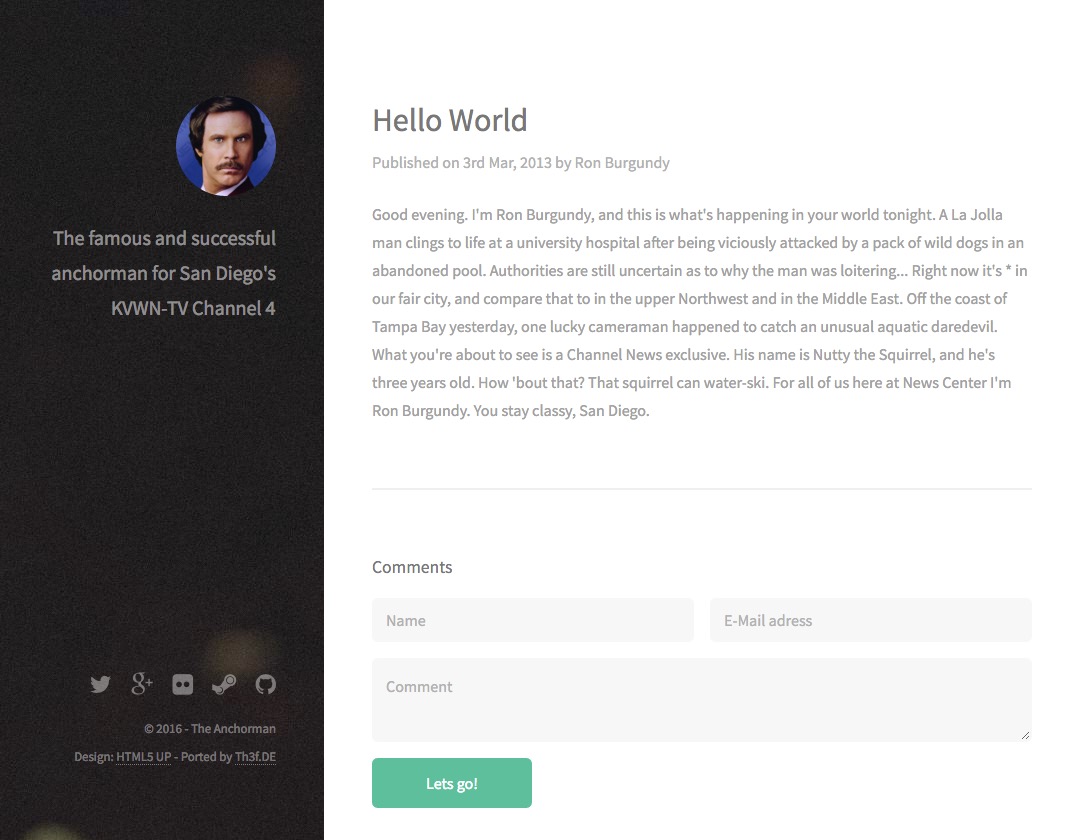 The famous and successful
anchorman for San Diego's
KVWN-TV Channel 4
g+
© 2016 - The Anchorman
Design: HTML5 UP - Ported by Th3f.DE
Hello World
Published on 3rd Mar, 2013 by Ron Burgundy
Good evening. I'm Ron Burgundy, and this is what's happening in your world tonight. A La Jolla
man clings to life at a university hospital after being viciously attacked by a pack of wild dogs in an
abandoned pool. Authorities are still uncertain as to why the man was loitering... Right now it's * in
our fair city, and compare that to in the upper Northwest and in the Middle East. Off the coast of
Tampa Bay yesterday, one lucky cameraman happened to catch an unusual aquatic daredevil.
What you're about to see is a Channel News exclusive. His name is Nutty the Squirrel, and he's
three years old. How 'bout that? That squirrel can water-ski. For all of us here at News Center I'm
Ron Burgundy. You stay classy, San Diego.
Comments
Name
E-Mail adress
Comment
Lets go!